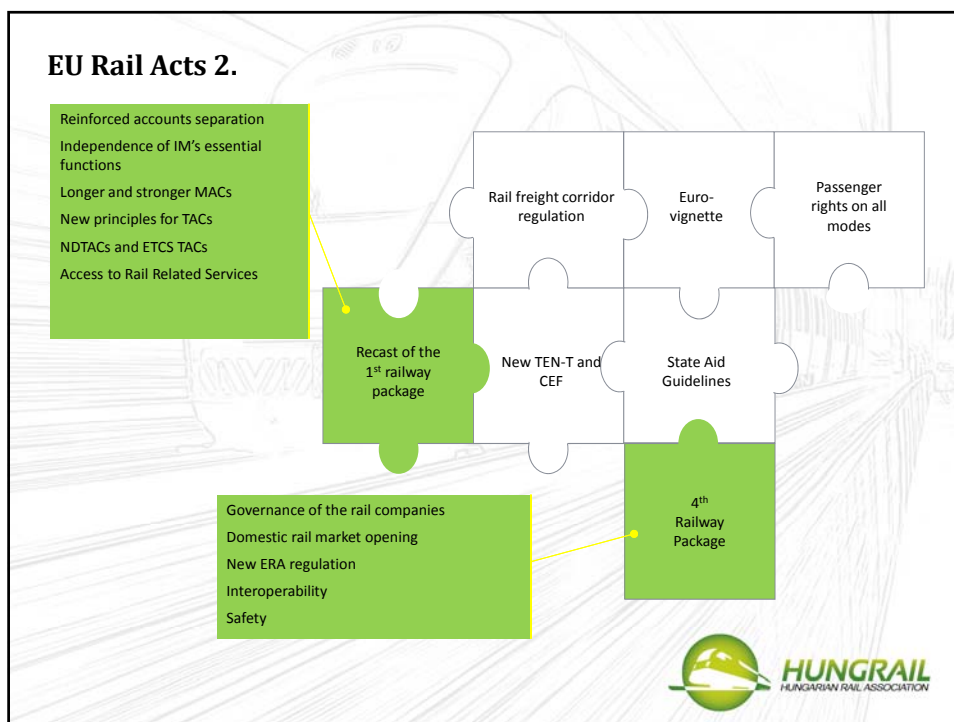 EU Rail Acts 2.
Reinforced accounts separation
Independence of IM's essential
functions
Longer and stronger MACs
New principles for TACs
NDTACs and ETCS TACs
Access to Rail Related Services
Rail freight corridor
regulation
Euro-
vignette
Passenger
rights on all
modes
Recast of the
1st railway
package
New TEN-T and
CEF
State Aid
Guidelines
Governance of the rail companies
Domestic rail market opening
New ERA regulation
Interoperability
Safety
4th
Railway
Package
HUNGRAIL
HUNGARIAN RAIL ASSOCIATION